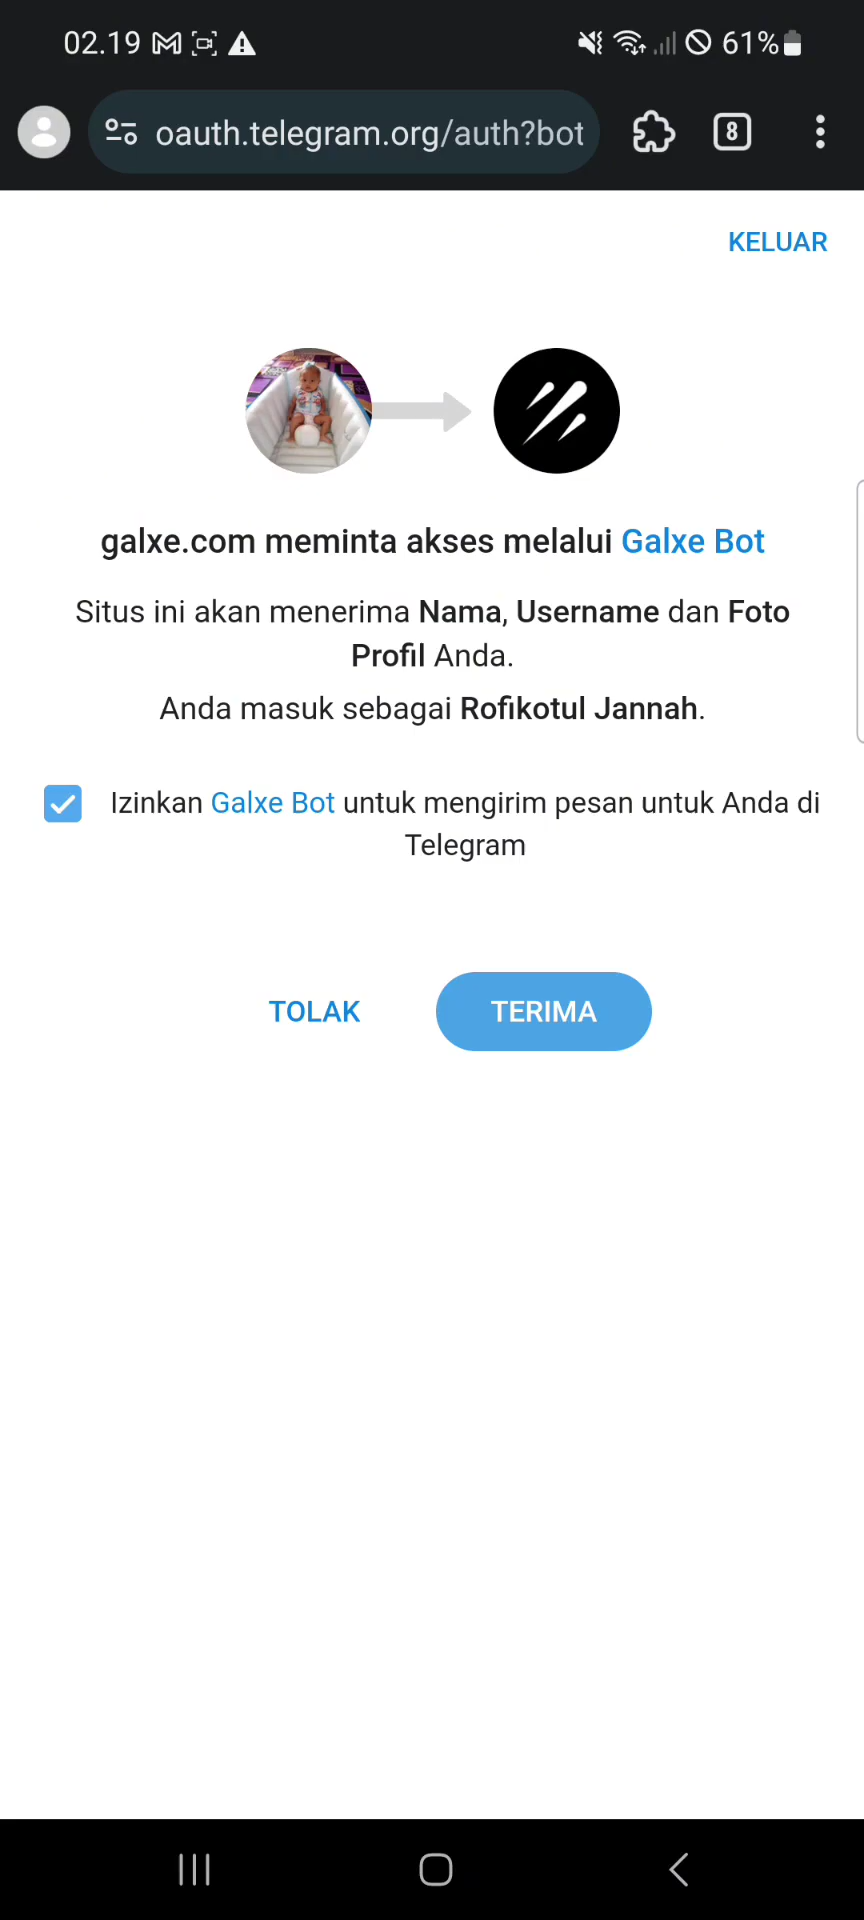 02.19
61%
oauth.telegram.org/auth?bot
8
KELUAR
galxe.com meminta akses melalui Galxe Bot
Situs ini akan menerima Nama, Username dan Foto
Profil Anda.
Anda masuk sebagai Rofikotul Jannah.
Izinkan Galxe Bot untuk mengirim pesan untuk Anda di
Telegram
TOLAK
TERIMA